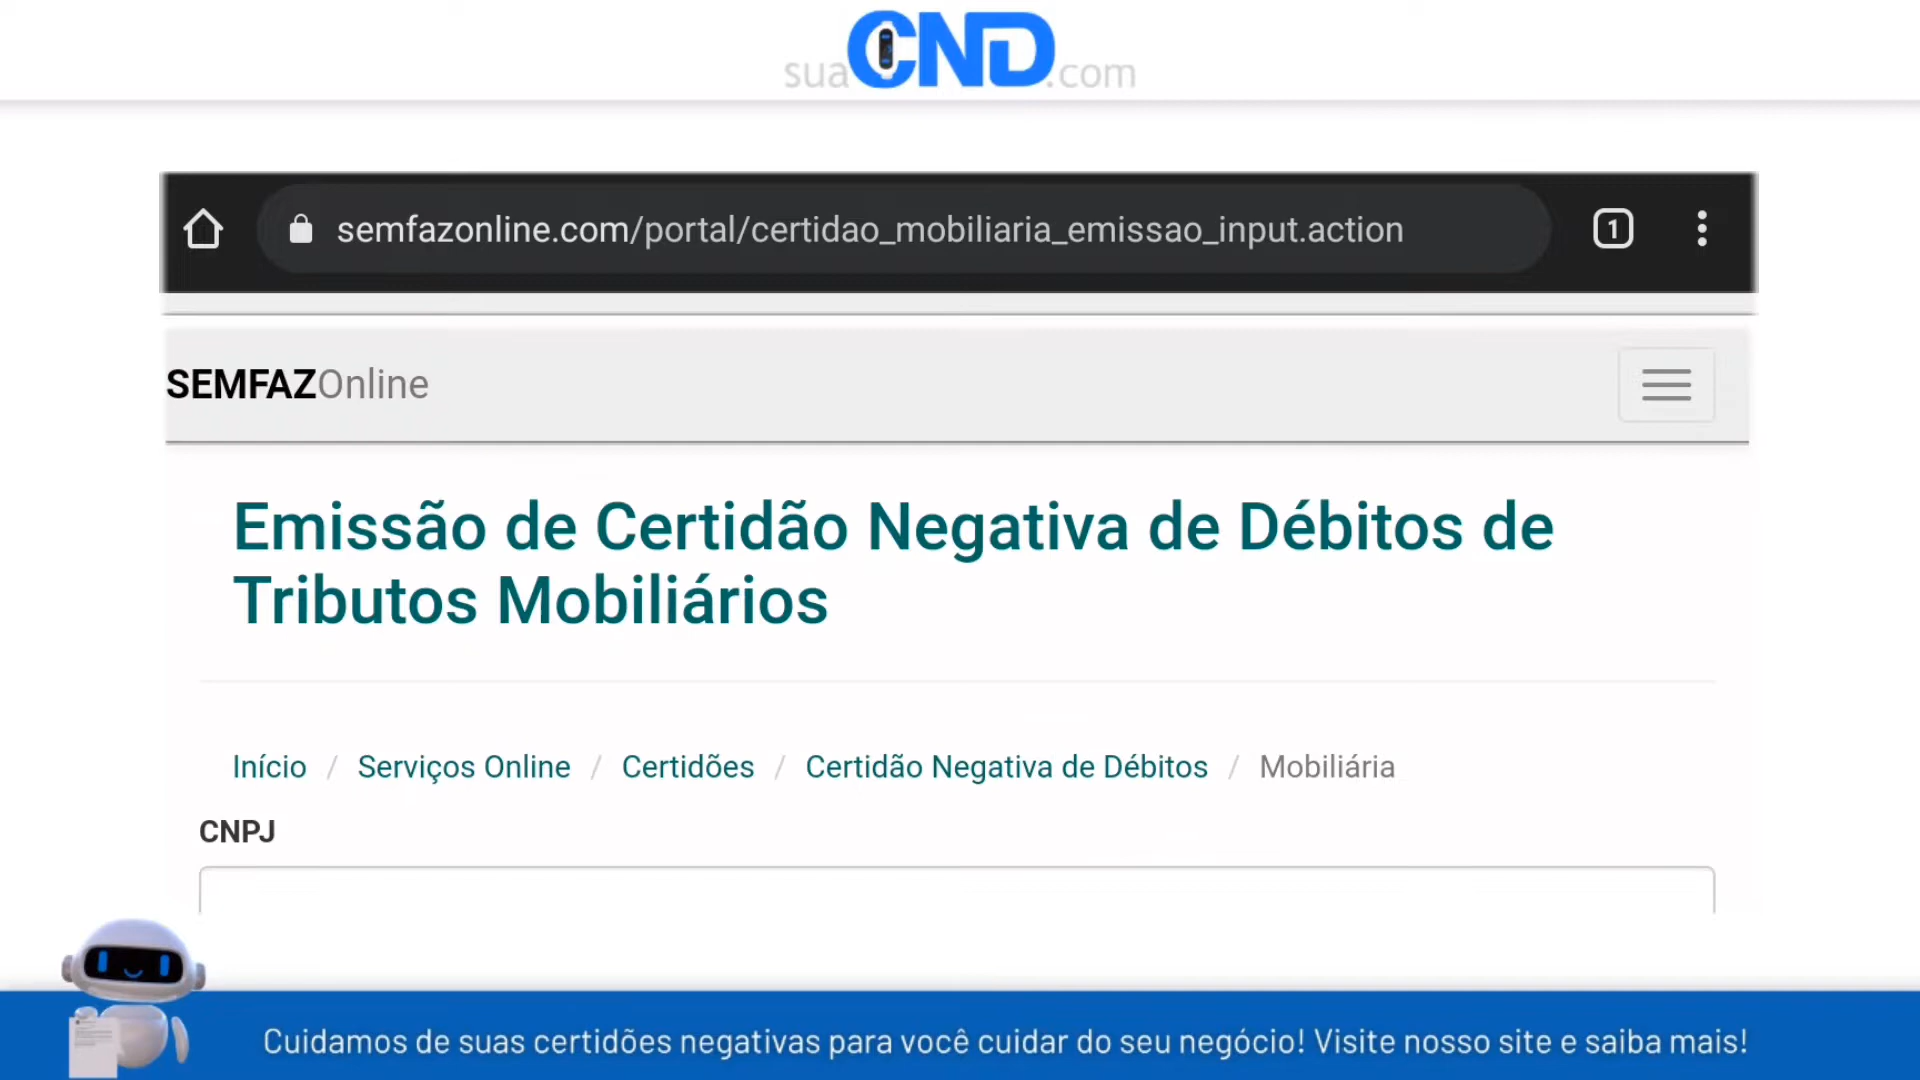 suaCND.com
semfazonline.com/portal/certidao_mobiliaria_emissao_input.action
1
SEMFAZOnline
Emissão de Certidão Negativa de Débitos de
Tributos Mobiliários
Início / Serviços Online / Certidões / Certidão Negativa de Débitos / Mobiliária
CNPJ
Cuidamos de suas certidões negativas para você cuidar do seu negócio! Visite nosso site e saiba mais!